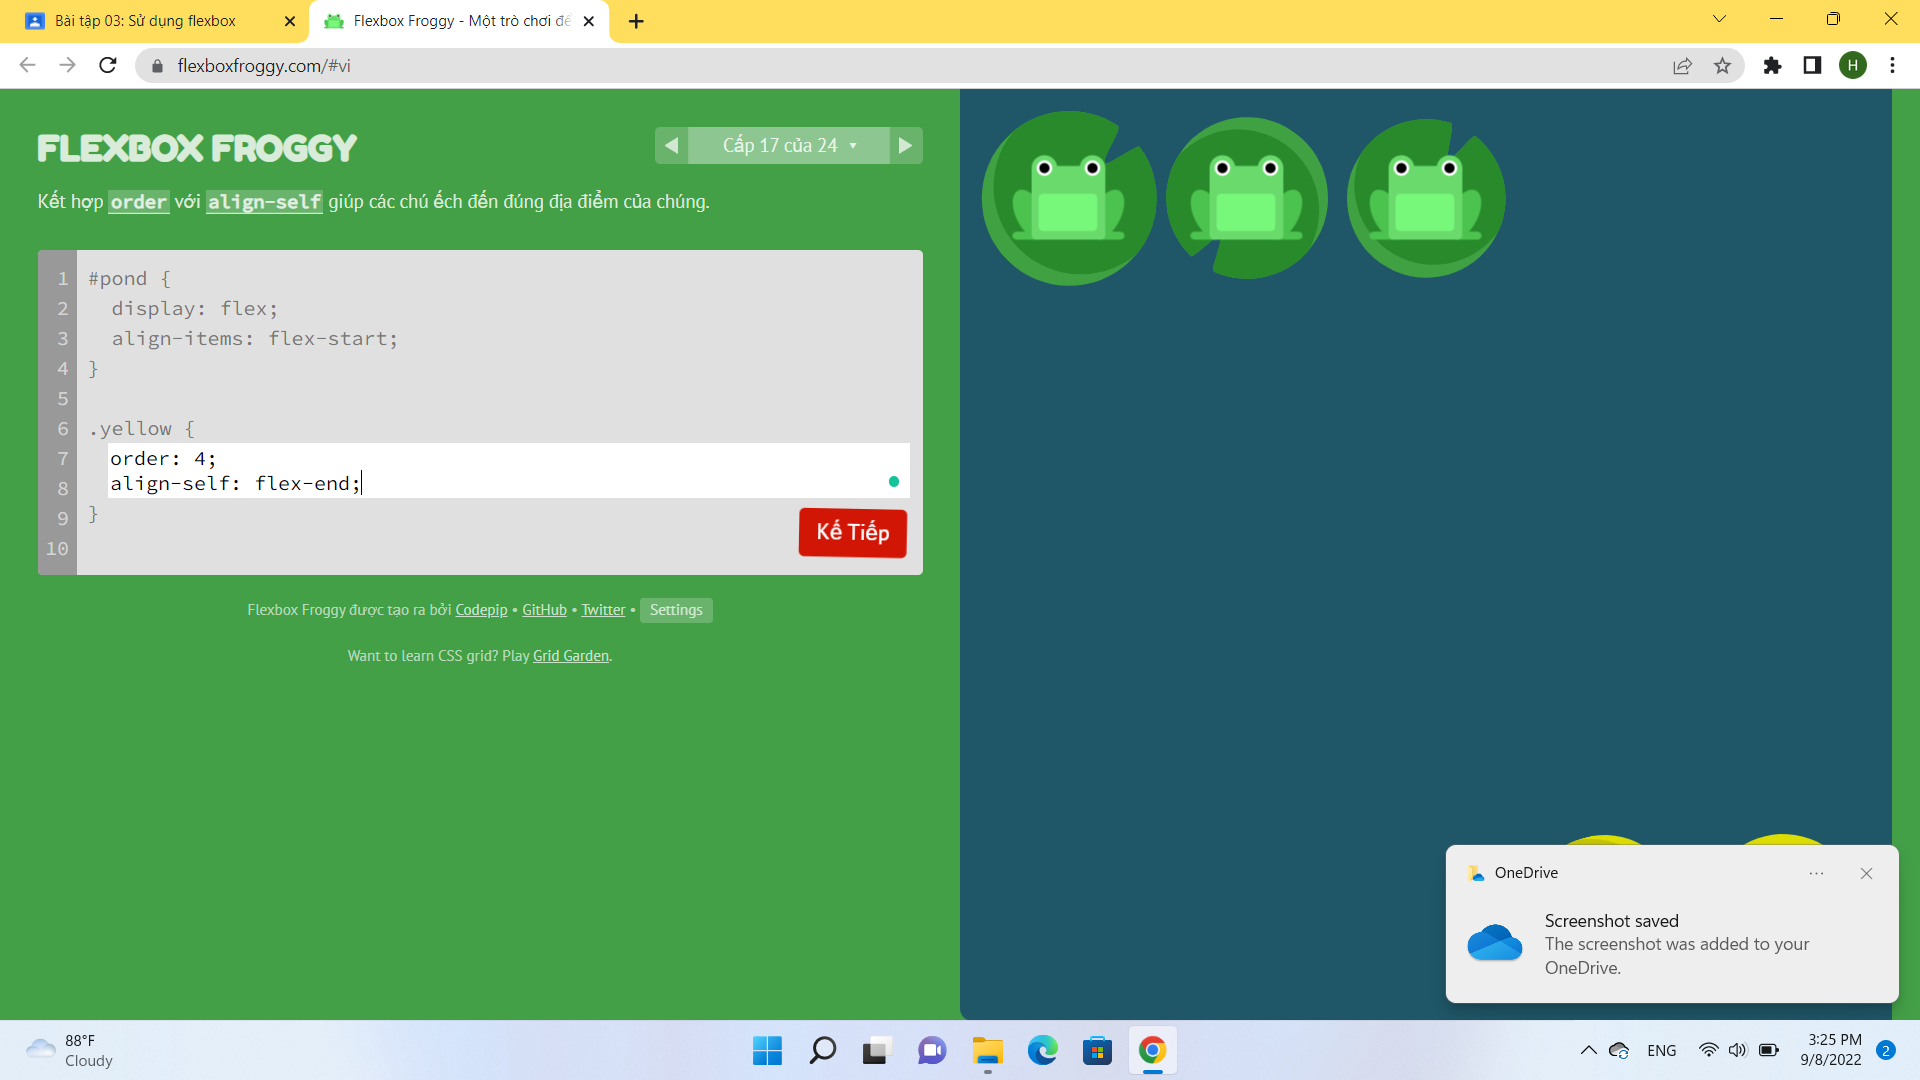 Bài tập 03: Sử dụng flexbox
Flexbox Froggy - Một trò chơi để
flexboxfroggy.com/#vi
H
FLEXBOX FROGGY
Cấp 17 của 24
Kết hợp order với align-self giúp các chú ếch đến đúng địa điểm của chúng.
1 #pond {
2 display: flex;
3 align-items: flex-start;
4 }
5
6 .yellow {
7 order: 4;
8 align-self: flex-end;
9 }
10
Kế Tiếp
Flexbox Froggy được tạo ra bởi Codepip • GitHub • Twitter • Settings
Want to learn CSS grid? Play Grid Garden.
OneDrive
Screenshot saved
The screenshot was added to your
OneDrive.
88°F
Cloudy
ENG
3:25 PM
9/8/2022
2